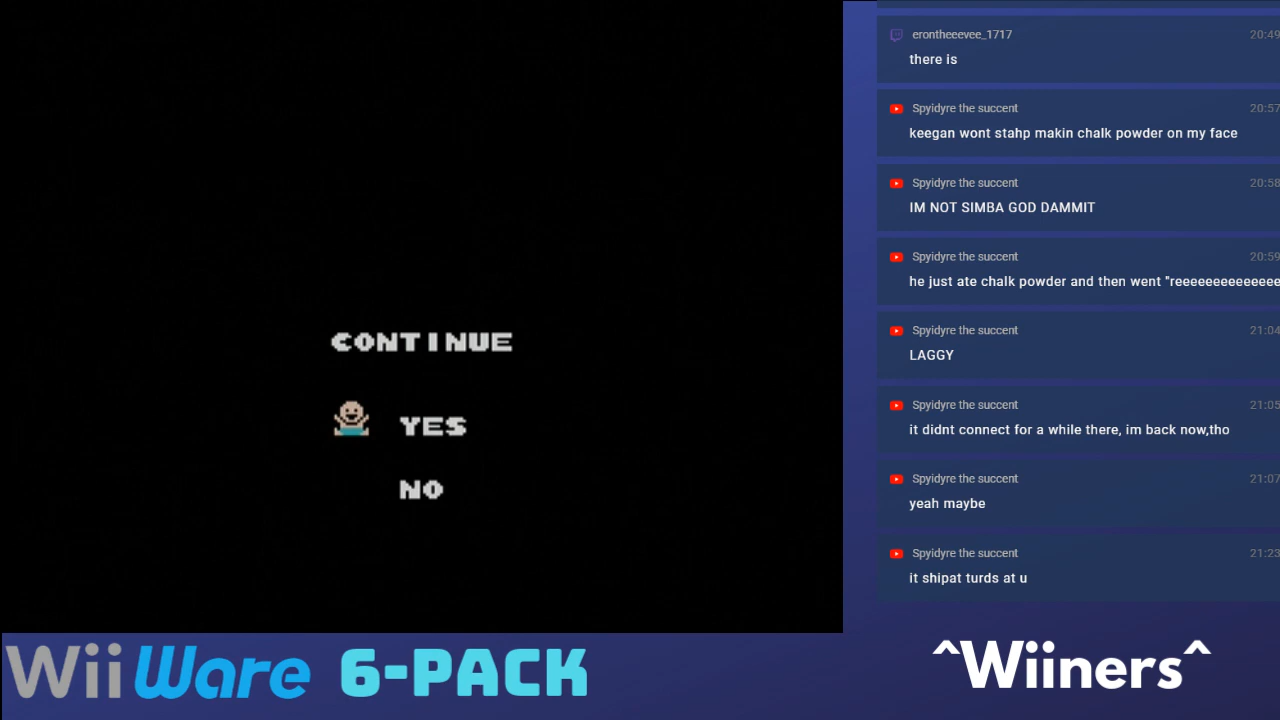 CONTINUE
YES
NO
erontheeevee_1717 20:49
there is
Spyidyre the succent 20:57
keegan wont stahp makin chalk powder on my face
Spyidyre the succent 20:58
IM NOT SIMBA GOD DAMMIT
Spyidyre the succent 20:59
he just ate chalk powder and then went "reeeeeeeeeeeeee
Spyidyre the succent 21:04
LAGGY
Spyidyre the succent 21:05
it didnt connect for a while there, im back now,tho
Spyidyre the succent 21:07
yeah maybe
Spyidyre the succent 21:23
it shipat turds at u
WiiWare 6-PACK
^Wiiners^